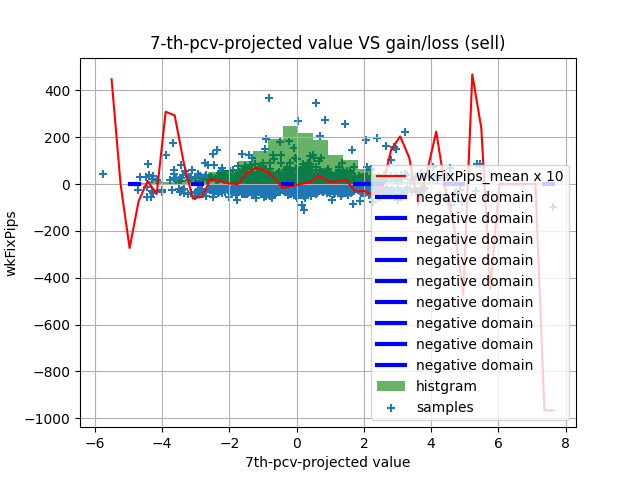 7-th-pcv-projected value VS gain/loss (sell)
wkFixPips
400
200
0
−200
−400
−600
−800
−1000
wkFixPips_mean x 10
negative domain
negative domain
negative domain
negative domain
negative domain
negative domain
negative domain
negative domain
negative domain
histgram
samples
−6 −4 −2 0 2 4 6 8
7th-pcv-projected value